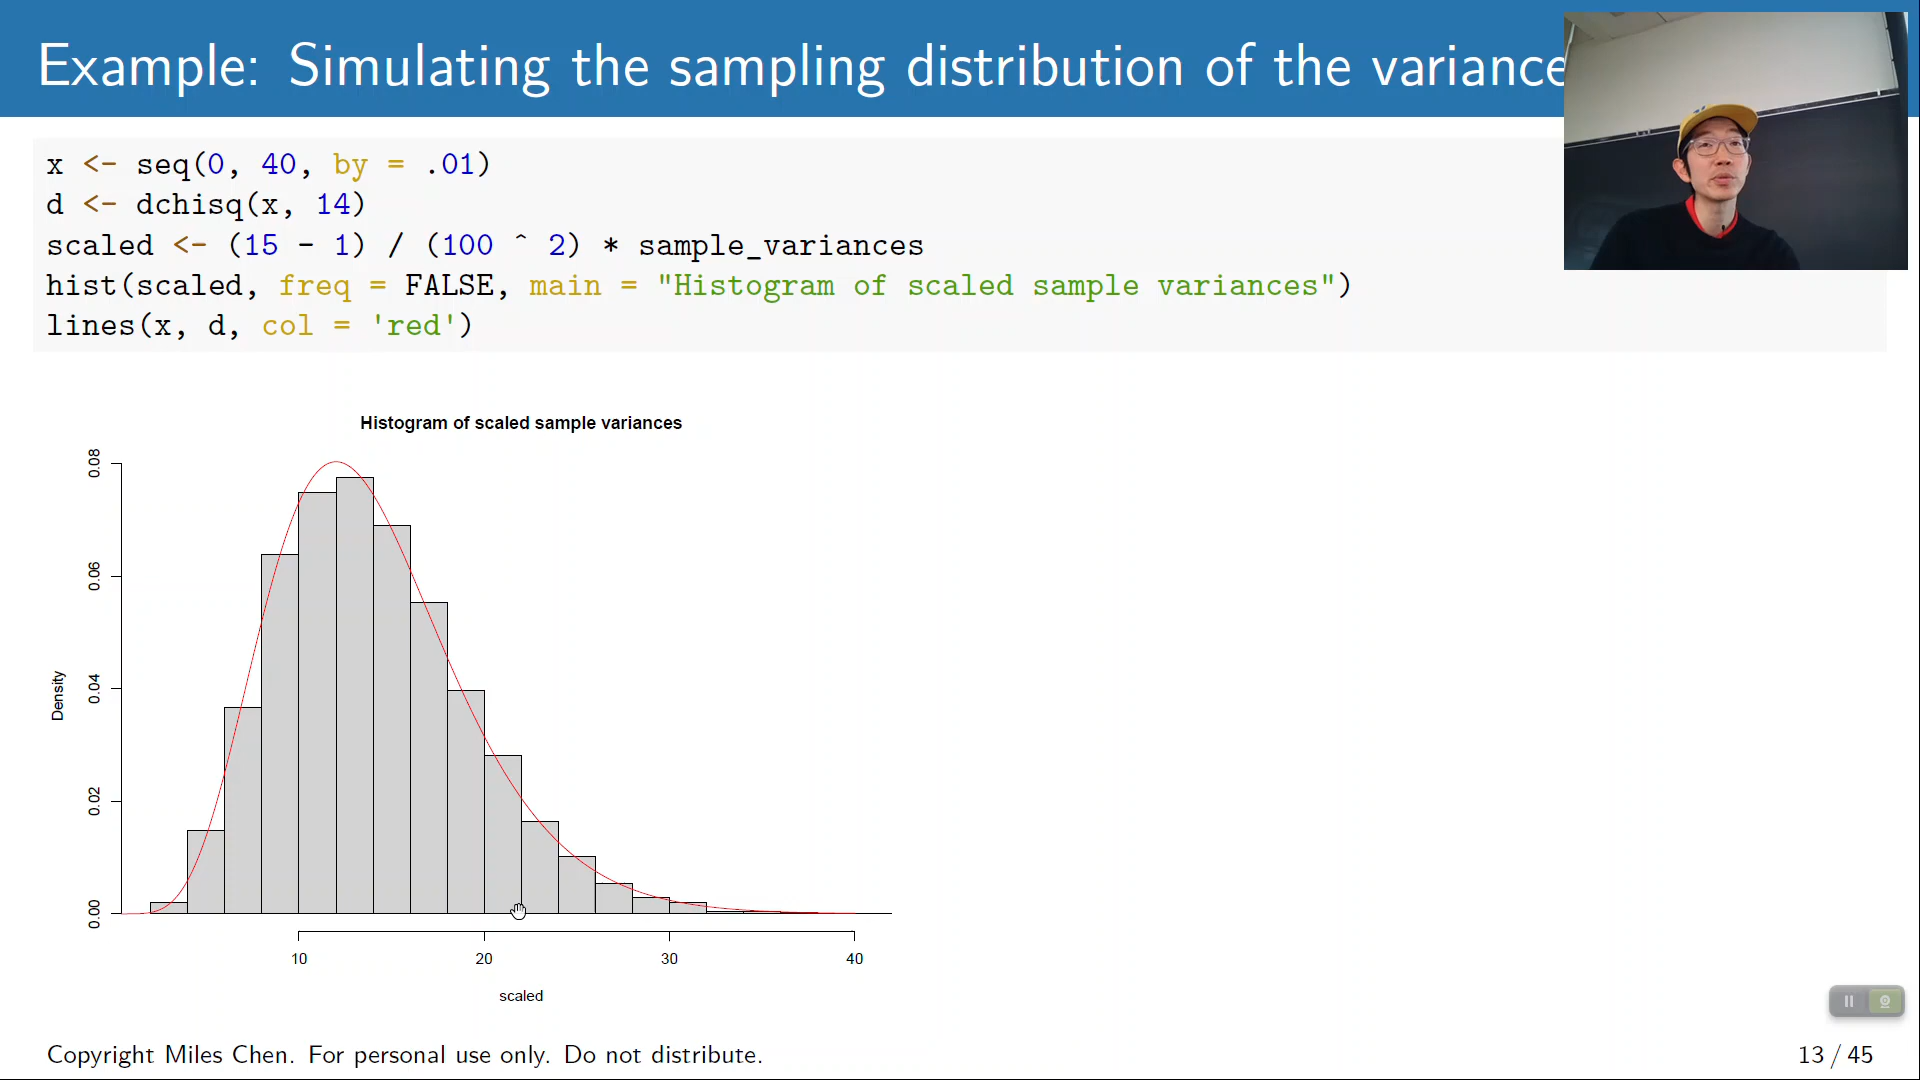 Example: Simulating the sampling distribution of the variance
x <- seq(0, 40, by = .01)
d <- dchisq(x, 14)
scaled <- (15 - 1) / (100 ^ 2) * sample_variances
hist(scaled, freq = FALSE, main = "Histogram of scaled sample variances")
lines(x, d, col = 'red')
Histogram of scaled sample variances
0.08
0.06
0.04
0.02
0.00
Density
10 20 30 40
scaled
Copyright Miles Chen. For personal use only. Do not distribute.
13 / 45